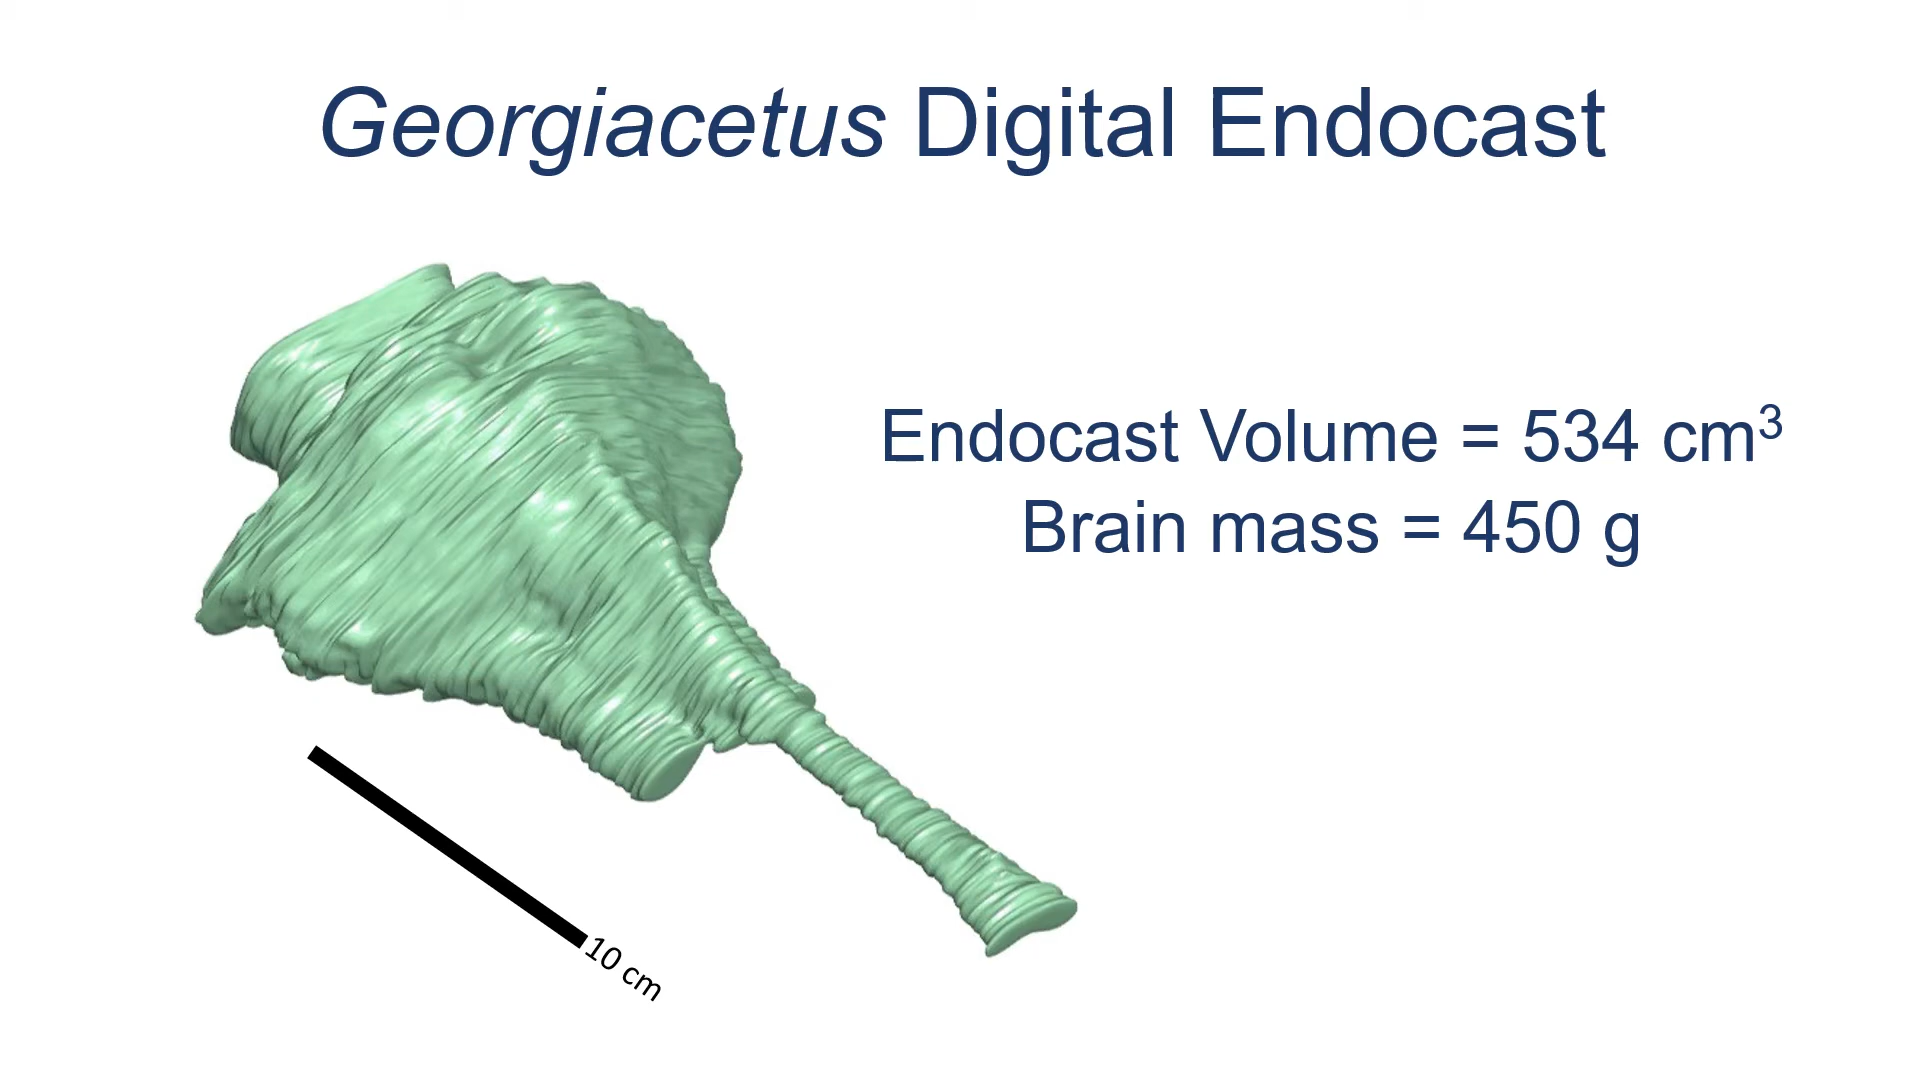 Georgiacetus Digital Endocast
Endocast Volume = 534 cm³
Brain mass = 450 g
10 cm